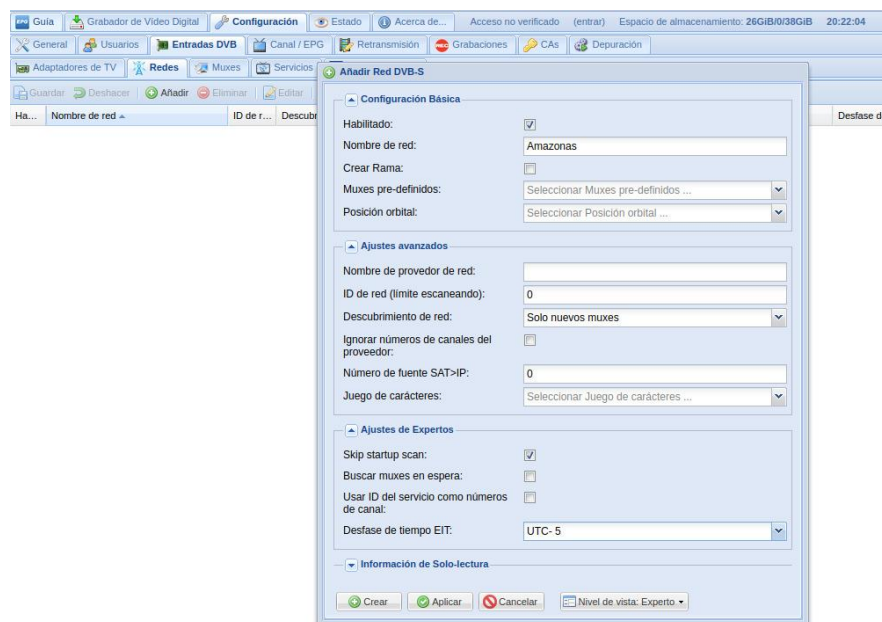 EPG Guía Grabador de Vídeo Digital Configuración Estado Acerca de... Acceso no verificado (entrar) Espacio de almacenamiento: 26GiB/0/38GiB 20:22:04
General Usuarios Entradas DVB Canal / EPG Retransmisión REC Grabaciones CAs Depuración
Adaptadores de TV Redes Muxes Servicios
Guardar Deshacer Añadir Eliminar Editar
Ha... Nombre de red ID de r... Descubr Desfase d
Añadir Red DVB-S
Configuración Básica
Habilitado:
Nombre de red: Amazonas
Crear Rama:
Muxes pre-definidos: Seleccionar Muxes pre-definidos ...
Posición orbital: Seleccionar Posición orbital ...
Ajustes avanzados
Nombre de provedor de red:
ID de red (límite escaneando): 0
Descubrimiento de red: Solo nuevos muxes
Ignorar números de canales del
proveedor:
Número de fuente SAT>IP: 0
Juego de carácteres: Seleccionar Juego de carácteres ...
Ajustes de Expertos
Skip startup scan:
Buscar muxes en espera:
Usar ID del servicio como números
de canal:
Desfase de tiempo EIT: UTC- 5
Información de Solo-lectura
Crear Aplicar Cancelar Nivel de vista: Experto